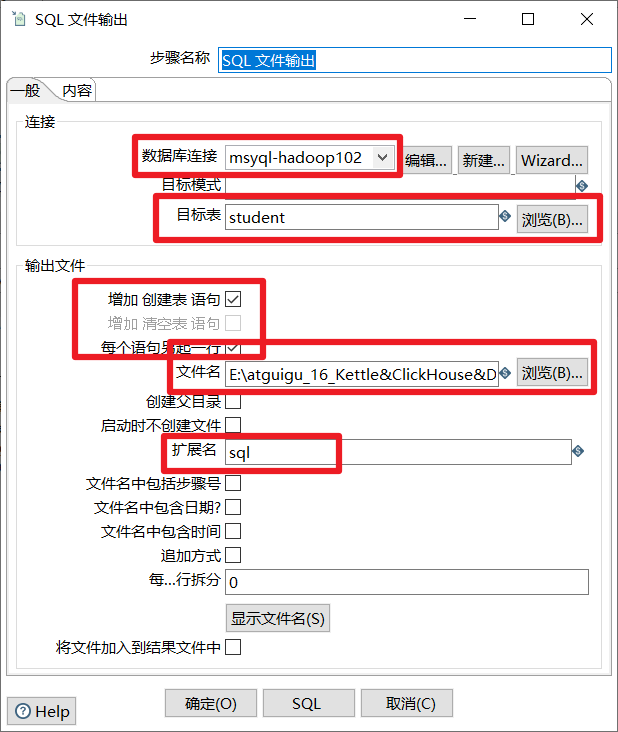 SQL 文件输出
步骤名称 SQL 文件输出
一般 内容
连接
数据库连接 msyql-hadoop102 编辑... 新建... Wizard...
目标模式
目标表 student 浏览(B)...
输出文件
增加 创建表 语句
增加 清空表 语句
每个语句另起一行
文件名 E:\atguigu_16_Kettle&ClickHouse&D 浏览(B)...
创建父目录
启动时不创建文件
扩展名 sql
文件名中包括步骤号
文件名中包含日期?
文件名中包含时间
追加方式
每...行拆分 0
显示文件名(S)
将文件加入到结果文件中
Help 确定(O) SQL 取消(C)